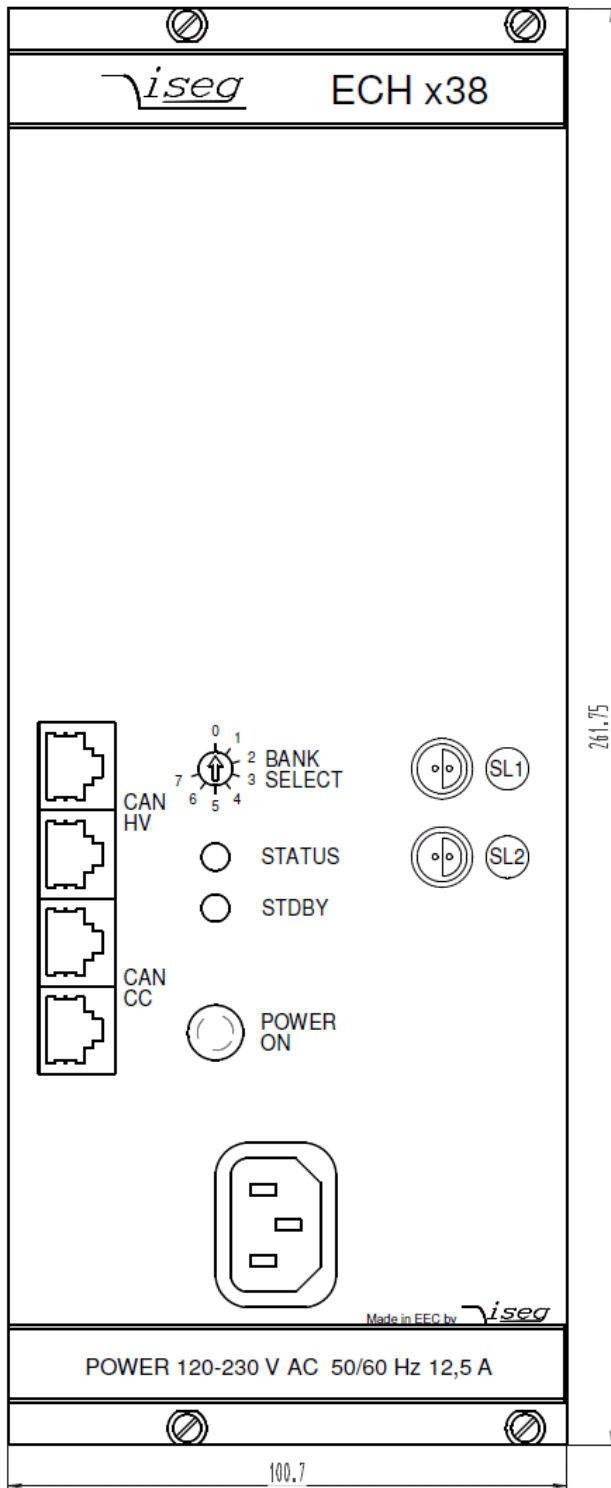 iseg ECH x38
0
1
2
3
4
5
6
7
BANK
SELECT
SL1
CAN
HV
STATUS
SL2
STDBY
CAN
CC
POWER
ON
261.75
Made in EEC by iseg
POWER 120-230 V AC 50/60 Hz 12,5 A
100.7